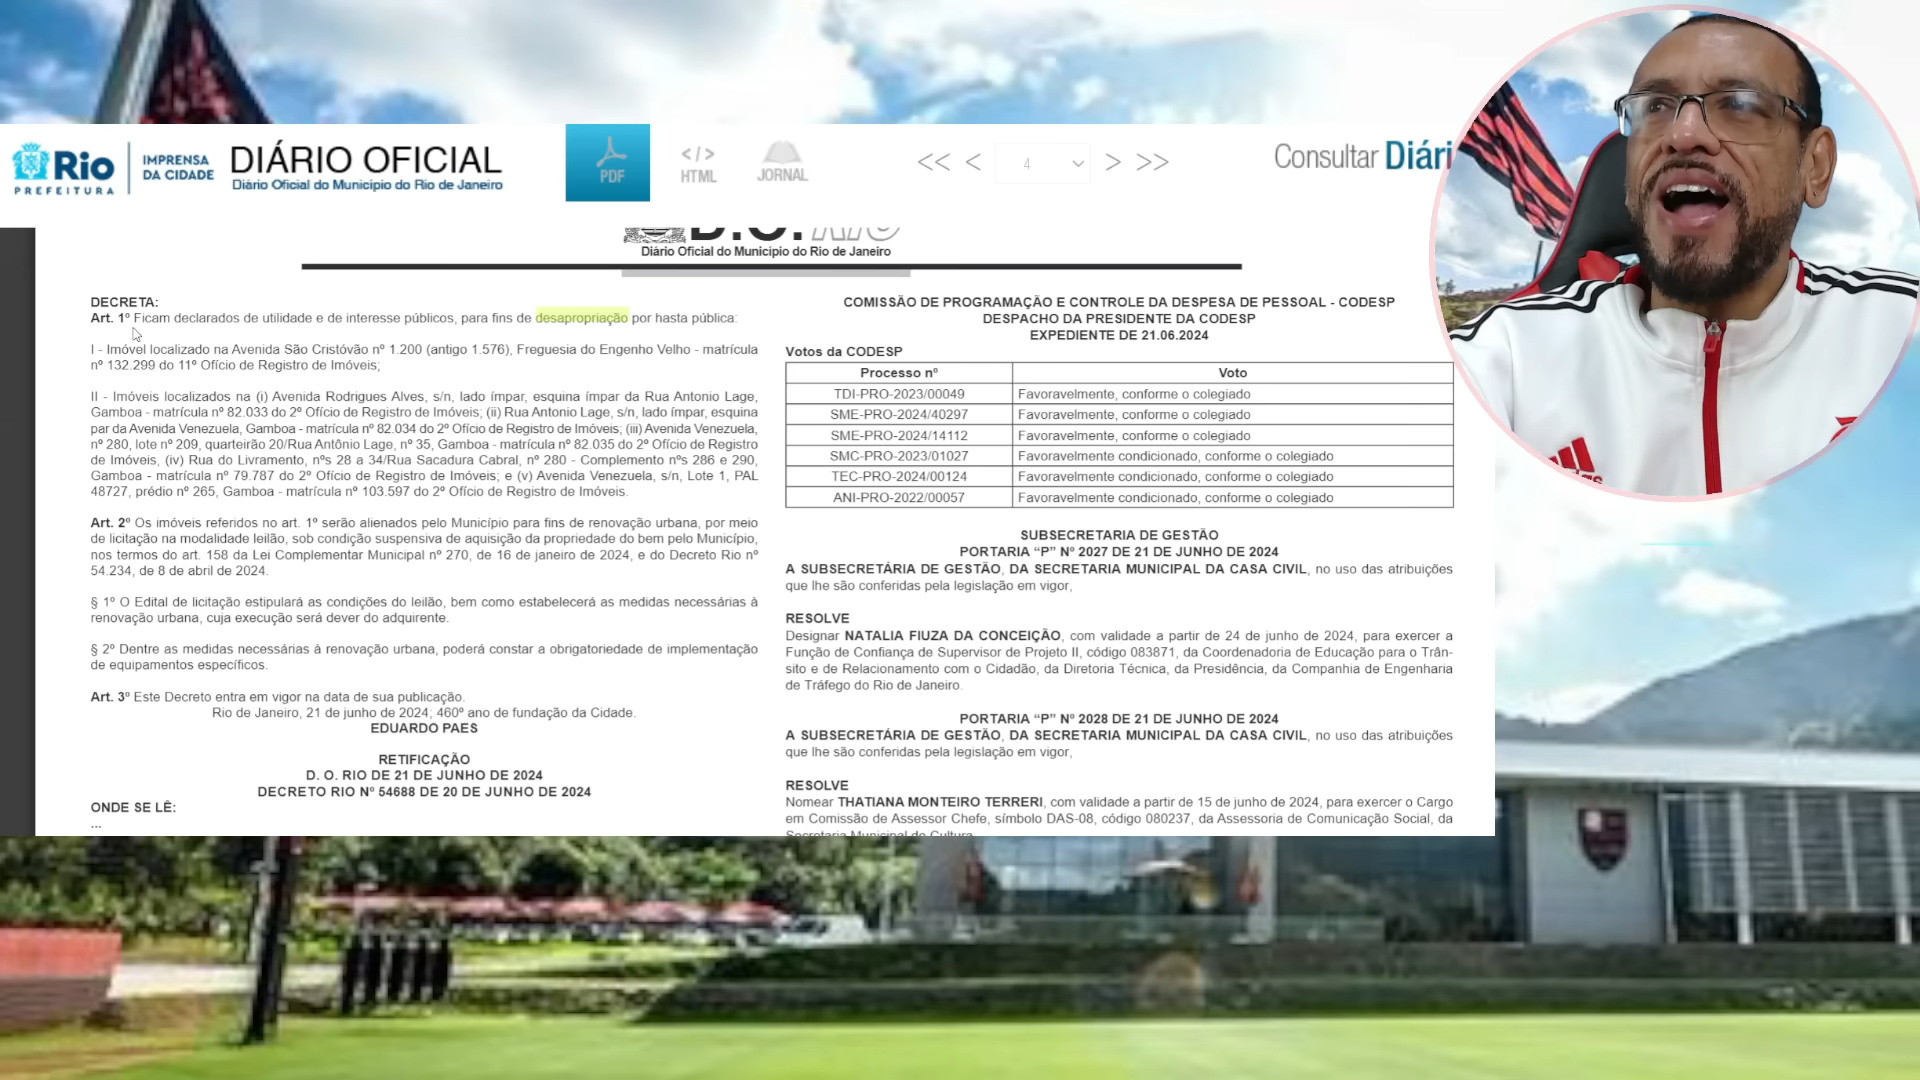 Rio
PREFEITURA
IMPRENSA
DA CIDADE
DIÁRIO OFICIAL
Diário Oficial do Município do Rio de Janeiro
PDF
</>
HTML
JORNAL
<< < 4 > >>
Consultar Diári
D.O. RIO
Diário Oficial do Município do Rio de Janeiro
DECRETA:
Art. 1º Ficam declarados de utilidade e de interesse públicos, para fins de desapropriação por hasta pública:
I - Imóvel localizado na Avenida São Cristóvão nº 1.200 (antigo 1.576), Freguesia do Engenho Velho - matrícula
nº 132.299 do 11º Ofício de Registro de Imóveis;
II - Imóveis localizados na (i) Avenida Rodrigues Alves, s/n, lado ímpar, esquina ímpar da Rua Antonio Lage,
Gamboa - matrícula nº 82.033 do 2º Ofício de Registro de Imóveis; (ii) Rua Antonio Lage, s/n, lado ímpar, esquina
par da Avenida Venezuela, Gamboa - matrícula nº 82.034 do 2º Ofício de Registro de Imóveis; (iii) Avenida Venezuela,
nº 280, lote nº 209, quarteirão 20/Rua Antônio Lage, nº 35, Gamboa - matrícula nº 82.035 do 2º Ofício de Registro
de Imóveis, (iv) Rua do Livramento, nºs 28 a 34/Rua Sacadura Cabral, nº 280 - Complemento nºs 286 e 290,
Gamboa - matrícula nº 79.787 do 2º Ofício de Registro de Imóveis; e (v) Avenida Venezuela, s/n, Lote 1, PAL
48727, prédio nº 265, Gamboa - matrícula nº 103.597 do 2º Ofício de Registro de Imóveis.
Art. 2º Os imóveis referidos no art. 1º serão alienados pelo Município para fins de renovação urbana, por meio
de licitação na modalidade leilão, sob condição suspensiva de aquisição da propriedade do bem pelo Município,
nos termos do art. 158 da Lei Complementar Municipal nº 270, de 16 de janeiro de 2024, e do Decreto Rio nº
54.234, de 8 de abril de 2024.
§ 1º O Edital de licitação estipulará as condições do leilão, bem como estabelecerá as medidas necessárias à
renovação urbana, cuja execução será dever do adquirente.
§ 2º Dentre as medidas necessárias à renovação urbana, poderá constar a obrigatoriedade de implementação
de equipamentos específicos.
Art. 3º Este Decreto entra em vigor na data de sua publicação.
Rio de Janeiro, 21 de junho de 2024; 460º ano de fundação da Cidade.
EDUARDO PAES
RETIFICAÇÃO
D. O. RIO DE 21 DE JUNHO DE 2024
DECRETO RIO Nº 54688 DE 20 DE JUNHO DE 2024
ONDE SE LÊ:
...
COMISSÃO DE PROGRAMAÇÃO E CONTROLE DA DESPESA DE PESSOAL - CODESP
DESPACHO DA PRESIDENTE DA CODESP
EXPEDIENTE DE 21.06.2024
Votos da CODESP
Processo nº Voto
TDI-PRO-2023/00049 Favoravelmente, conforme o colegiado
SME-PRO-2024/40297 Favoravelmente, conforme o colegiado
SME-PRO-2024/14112 Favoravelmente, conforme o colegiado
SMC-PRO-2023/01027 Favoravelmente condicionado, conforme o colegiado
TEC-PRO-2024/00124 Favoravelmente condicionado, conforme o colegiado
ANI-PRO-2022/00057 Favoravelmente condicionado, conforme o colegiado
SUBSECRETARIA DE GESTÃO
PORTARIA “P” Nº 2027 DE 21 DE JUNHO DE 2024
A SUBSECRETÁRIA DE GESTÃO, DA SECRETARIA MUNICIPAL DA CASA CIVIL, no uso das atribuições
que lhe são conferidas pela legislação em vigor,
RESOLVE
Designar NATALIA FIUZA DA CONCEIÇÃO, com validade a partir de 24 de junho de 2024, para exercer a
Função de Confiança de Supervisor de Projeto II, código 083871, da Coordenadoria de Educação para o Trân-
sito e de Relacionamento com o Cidadão, da Diretoria Técnica, da Presidência, da Companhia de Engenharia
de Tráfego do Rio de Janeiro.
PORTARIA “P” Nº 2028 DE 21 DE JUNHO DE 2024
A SUBSECRETÁRIA DE GESTÃO, DA SECRETARIA MUNICIPAL DA CASA CIVIL, no uso das atribuições
que lhe são conferidas pela legislação em vigor,
RESOLVE
Nomear THATIANA MONTEIRO TERRERI, com validade a partir de 15 de junho de 2024, para exercer o Cargo
em Comissão de Assessor Chefe, símbolo DAS-08, código 080237, da Assessoria de Comunicação Social, da
Secretaria Municipal de Cultura